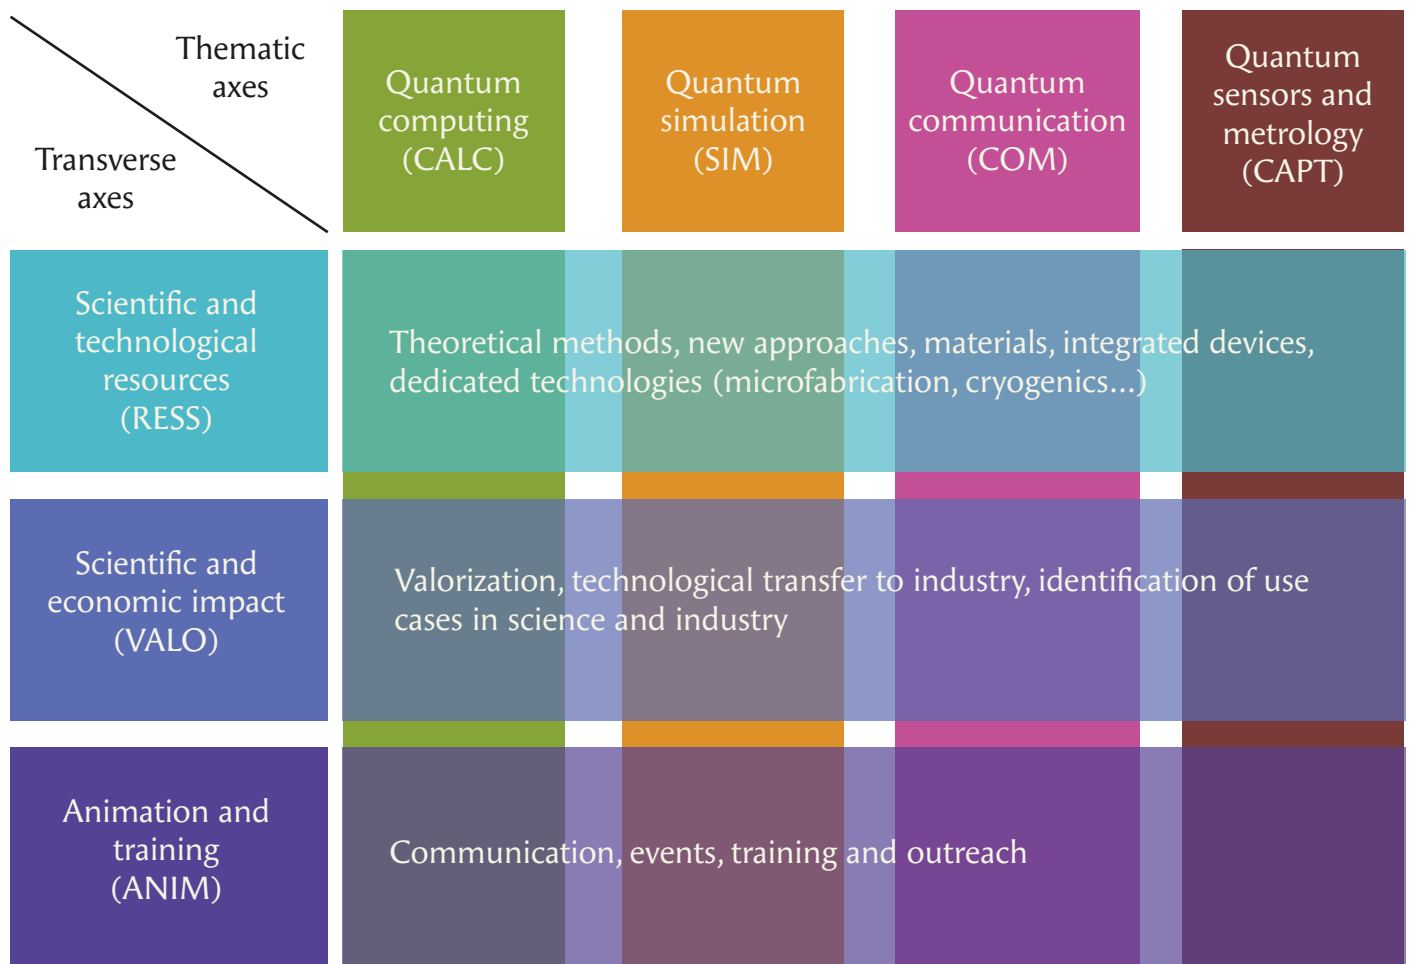 Thematic
axes
Transverse
axes
Quantum
computing
(CALC)
Quantum
simulation
(SIM)
Quantum
communication
(COM)
Quantum
sensors and
metrology
(CAPT)
Scientific and
technological
resources
(RESS)
Theoretical methods, new approaches, materials, integrated devices,
dedicated technologies (microfabrication, cryogenics...)
Scientific and
economic impact
(VALO)
Valorization, technological transfer to industry, identification of use
cases in science and industry
Animation and
training
(ANIM)
Communication, events, training and outreach